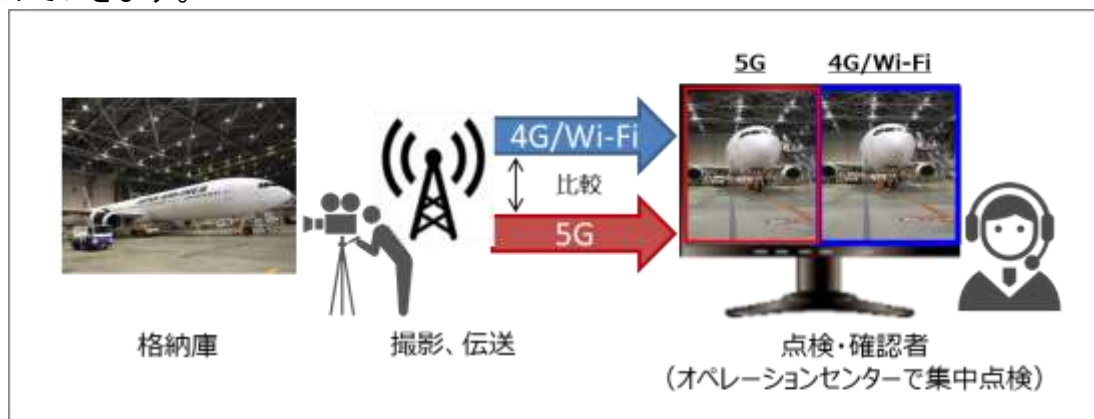 5G 4G/Wi-Fi
4G/Wi-Fi
比較
5G
格納庫
撮影、伝送
点検・確認者
（オペレーションセンターで集中点検）